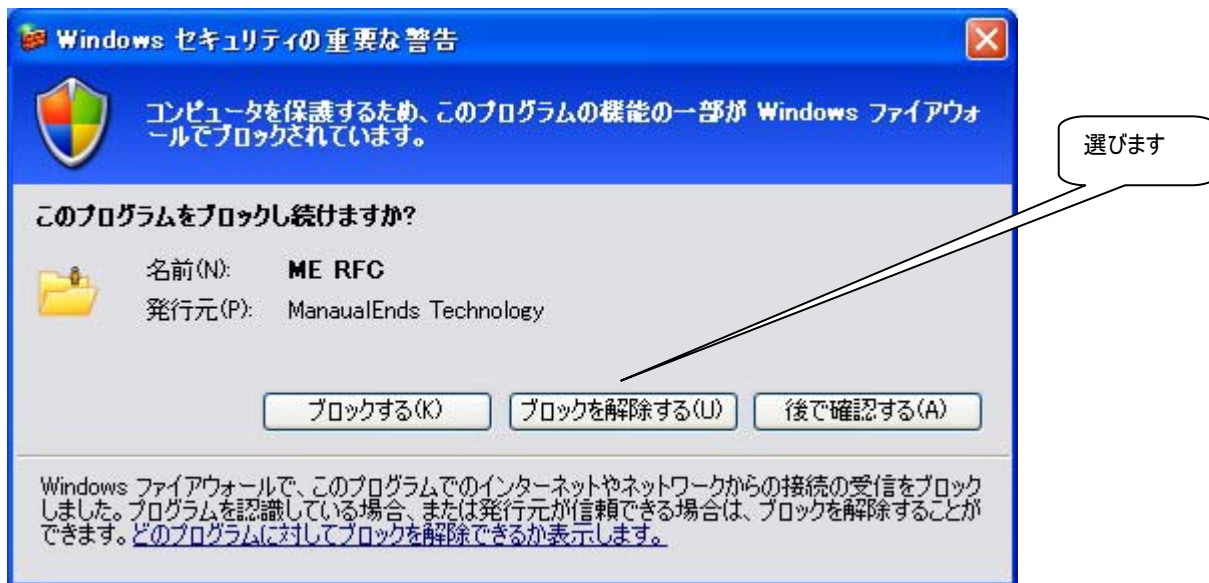 Windows セキュリティの重要な警告
コンピュータを保護するため、このプログラムの機能の一部が Windows ファイアウォ
ールでブロックされています。
選びます
このプログラムをブロックし続けますか?
名前(N): ME RFC
発行元(P): ManaualEnds Technology
ブロックする(K) ブロックを解除する(U) 後で確認する(A)
Windows ファイアウォールで、このプログラムでのインターネットやネットワークからの接続の受信をブロック
しました。プログラムを認識している場合、または発行元が信頼できる場合は、ブロックを解除することが
できます。どのプログラムに対してブロックを解除できるか表示します。